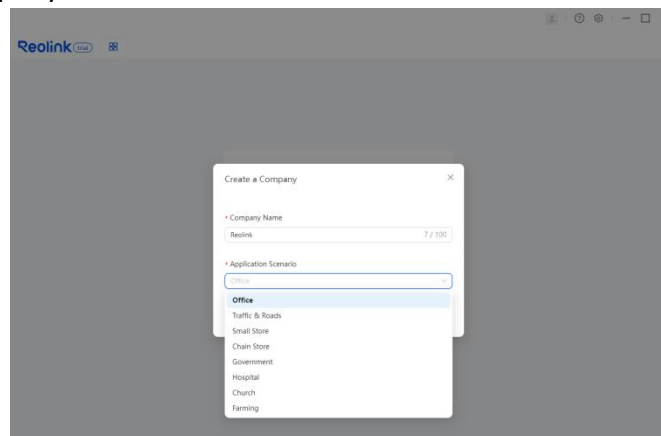 Reolink trial
Create a Company
* Company Name
Reolink 7 / 100
* Application Scenario
Office
Office
Traffic & Roads
Small Store
Chain Store
Government
Hospital
Church
Farming